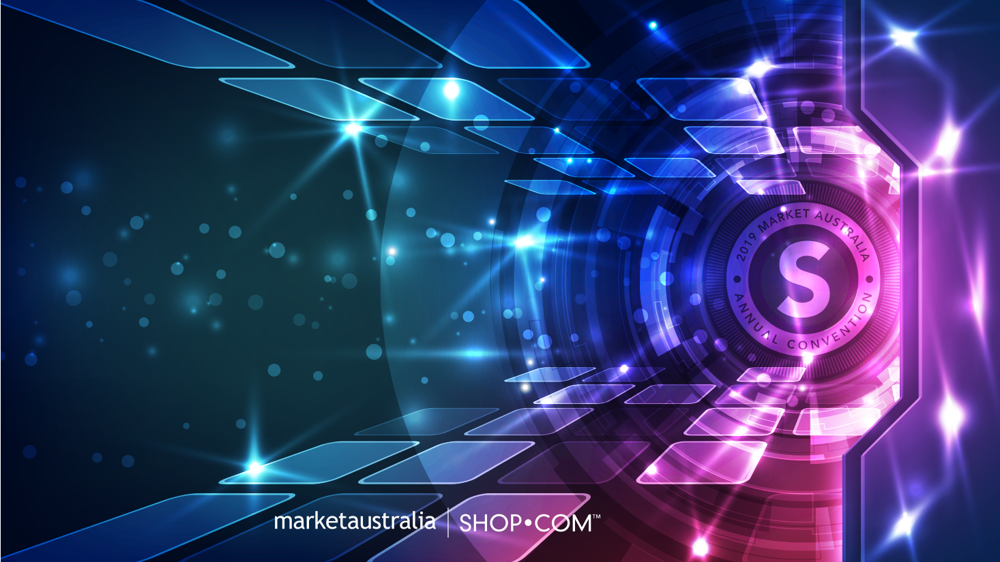 2019 MARKET AUSTRALIA
S
ANNUAL CONVENTION
marketaustralia | SHOP•COM™